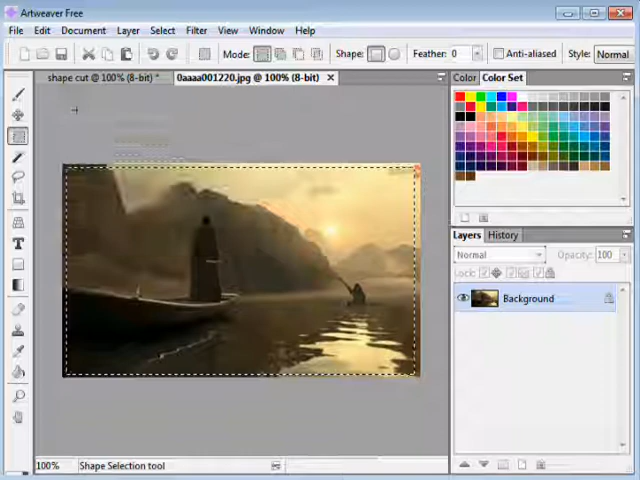 Artweaver Free
File Edit Document Layer Select Filter View Window Help
Mode: Shape: Feather: 0 Anti-aliased Style: Normal
shape cut @ 100% (8-bit) * 0aaaa001220.jpg @ 100% (8-bit)
Color Color Set
Layers History
Normal Opacity: 100
Lock:
Background
100% Shape Selection tool